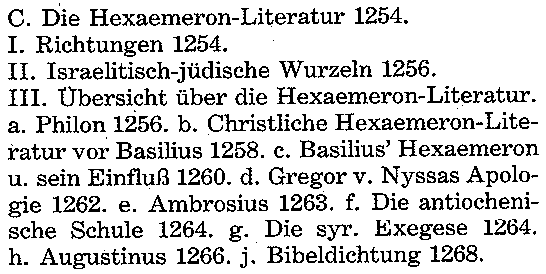 C. Die Hexaemeron-Literatur 1254.
I. Richtungen 1254.
II. Israelitisch-jüdische Wurzeln 1256.
III. Übersicht über die Hexaemeron-Literatur.
a. Philon 1256. b. Christliche Hexaemeron-Lite-
ratur vor Basilius 1258. c. Basilius' Hexaemeron
u. sein Einfluß 1260. d. Gregor v. Nyssas Apolo-
gie 1262. e. Ambrosius 1263. f. Die antiocheni-
sche Schule 1264. g. Die syr. Exegese 1264.
h. Augustinus 1266. j. Bibeldichtung 1268.